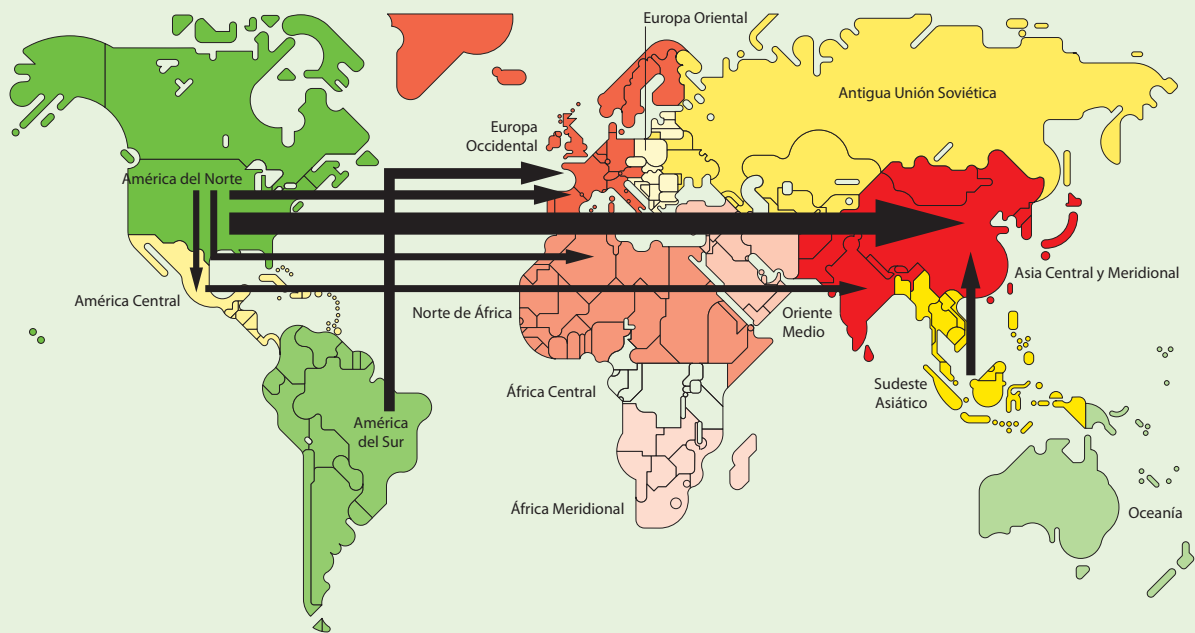 Europa Oriental
Antigua Unión Soviética
Europa
Occidental
América del Norte
América Central
Norte de África
Oriente
Medio
Asia Central y Meridional
África Central
Sudeste
Asiático
América
del Sur
África Meridional
Oceanía